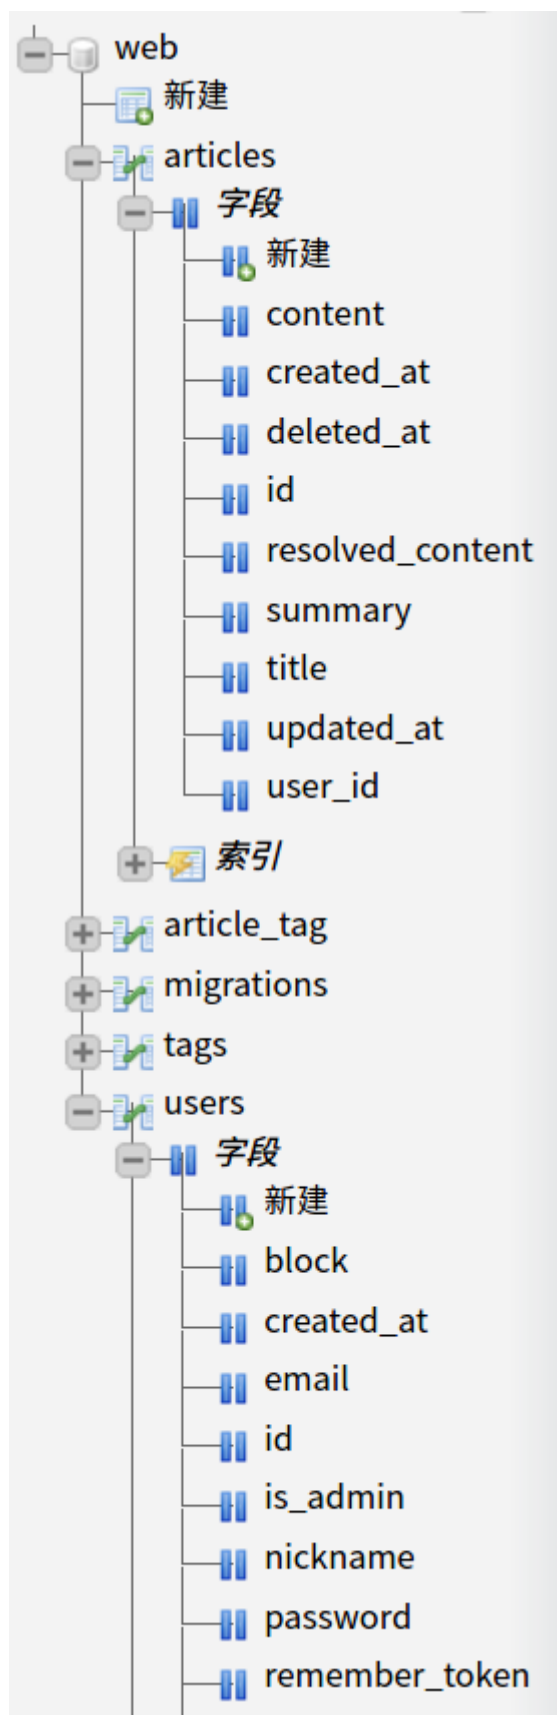 web
新建
articles
字段
新建
content
created_at
deleted_at
id
resolved_content
summary
title
updated_at
user_id
索引
article_tag
migrations
tags
users
字段
新建
block
created_at
email
id
is_admin
nickname
password
remember_token